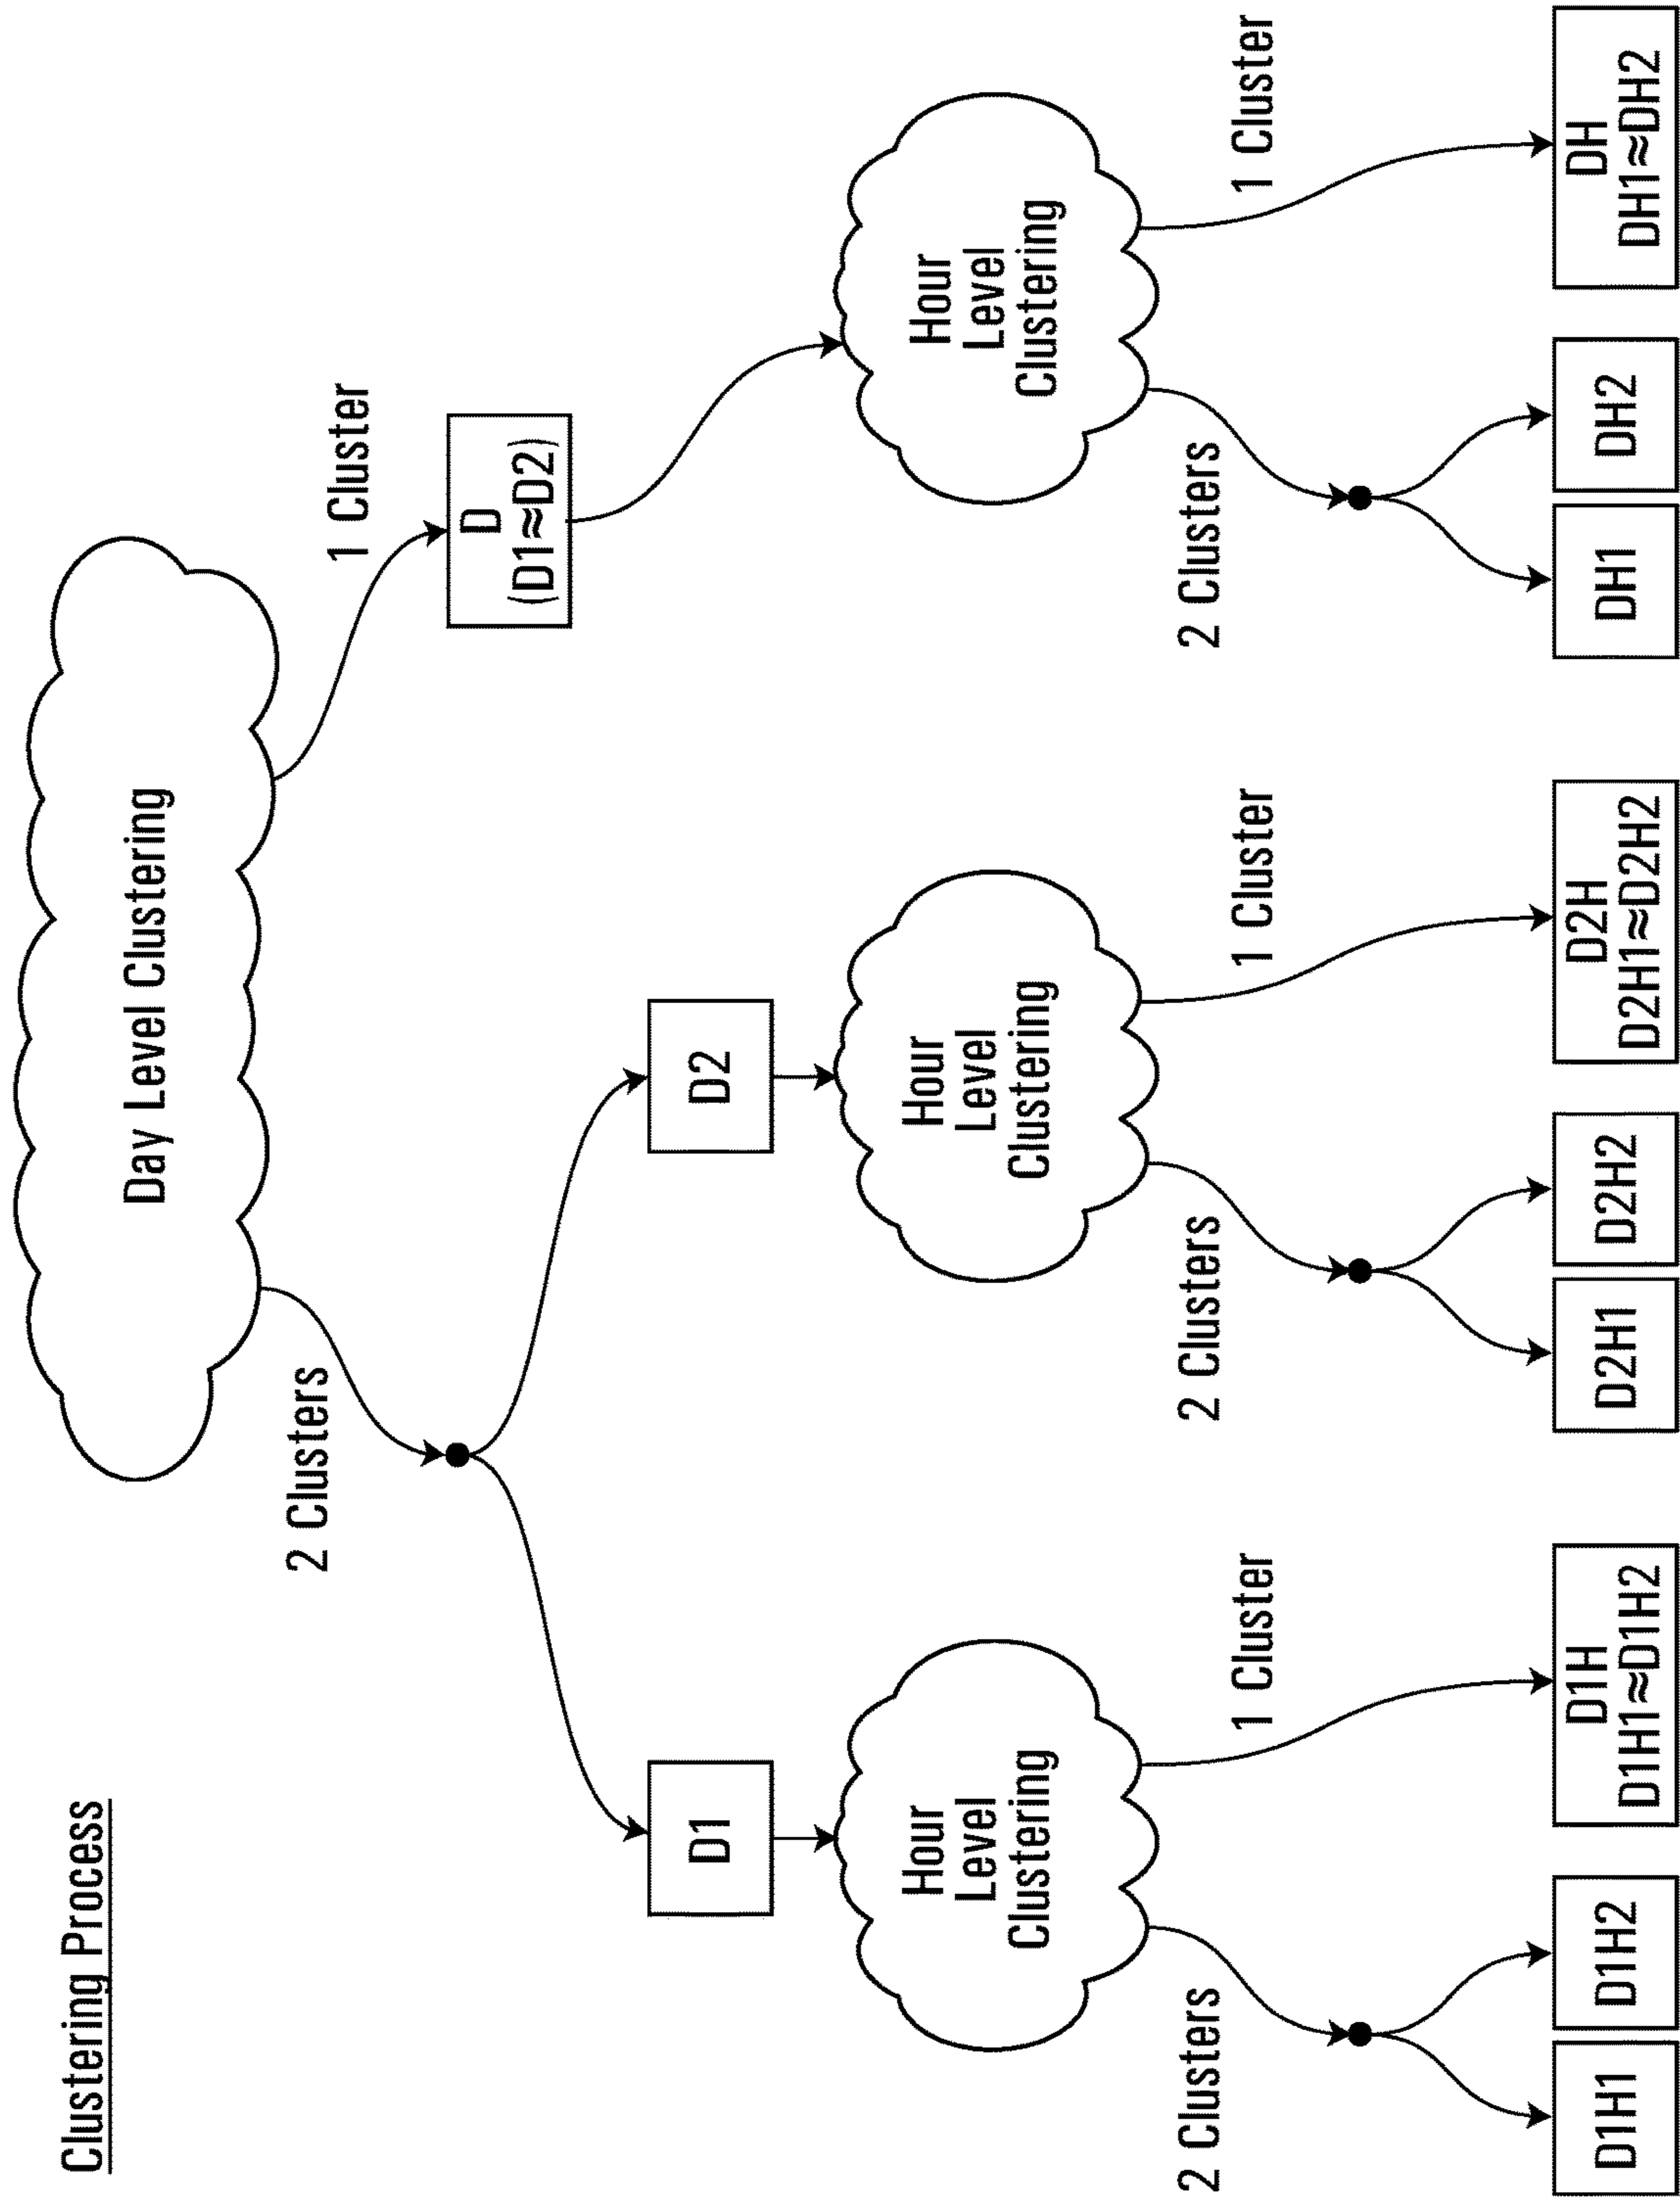 Clustering Process
Day Level Clustering
2 Clusters
1 Cluster
D
(D1≈D2)
D1
D2
Hour
Level
Clustering
Hour
Level
Clustering
Hour
Level
Clustering
2 Clusters
1 Cluster
2 Clusters
1 Cluster
2 Clusters
1 Cluster
D1H1
D1H2
D1H
D1H1≈D1H2
D2H1
D2H2
D2H
D2H1≈D2H2
DH1
DH2
DH
DH1≈DH2